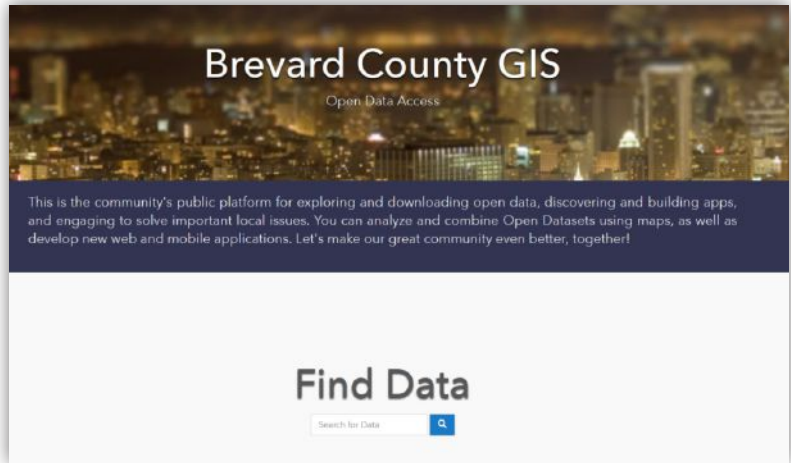 Brevard County GIS
Open Data Access
This is the community's public platform for exploring and downloading open data, discovering and building apps,
and engaging to solve important local issues. You can analyze and combine Open Datasets using maps, as well as
develop new web and mobile applications. Let's make our great community even better, together!
Find Data
Search for Data